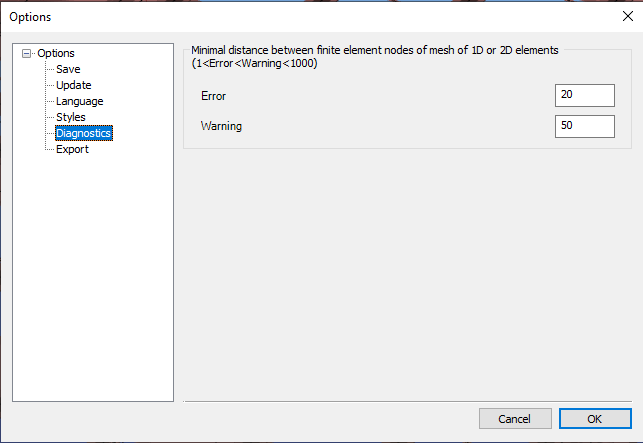 Options
Options
Save
Update
Language
Styles
Diagnostics
Export
Minimal distance between finite element nodes of mesh of 1D or 2D elements
(1<Error<Warning<1000)
Error 20
Warning 50
Cancel OK